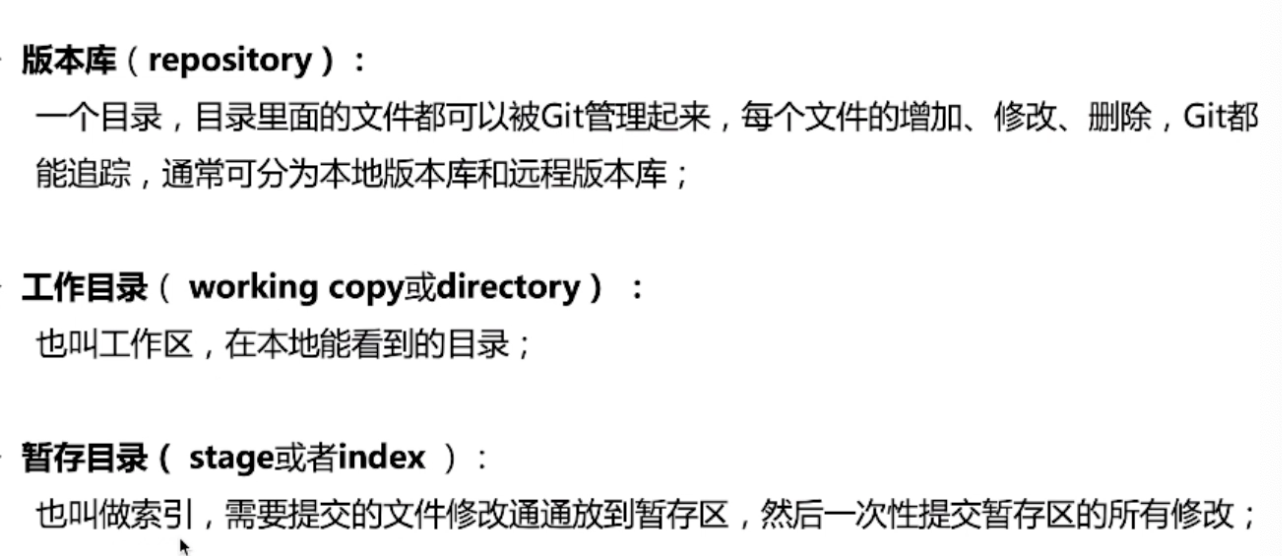 版本库（repository）：
一个目录，目录里面的文件都可以被Git管理起来，每个文件的增加、修改、删除，Git都
能追踪，通常可分为本地版本库和远程版本库；
工作目录（ working copy或directory） ：
也叫工作区，在本地能看到的目录；
暂存目录（ stage或者index ）：
也叫做索引，需要提交的文件修改通通放到暂存区，然后一次性提交暂存区的所有修改；